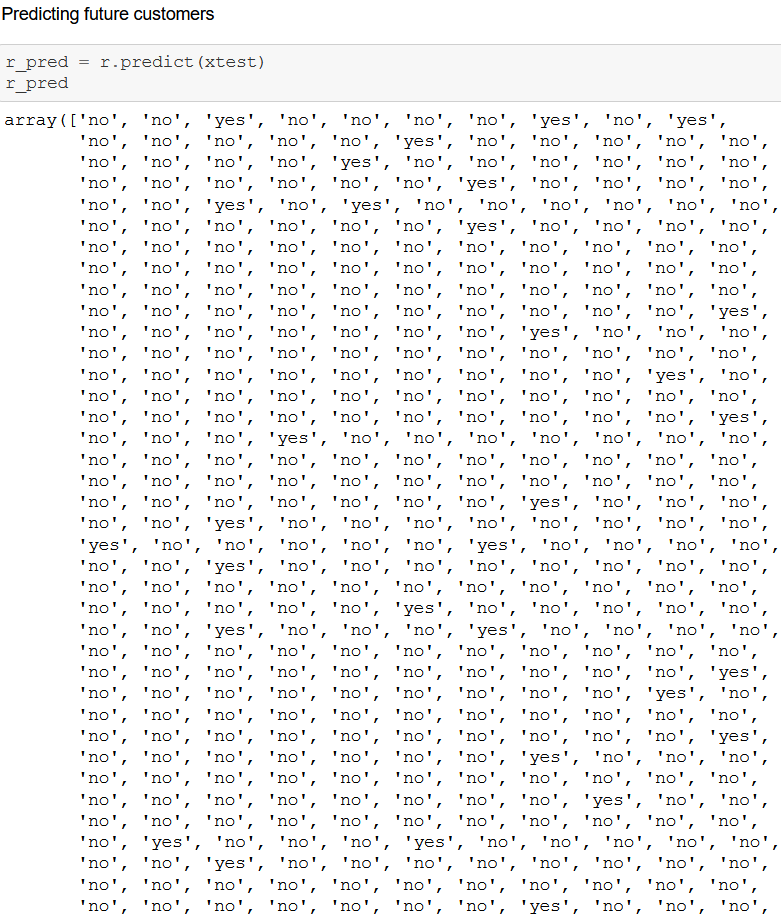 Predicting future customers
r_pred = r.predict(xtest)
r_pred
array(['no', 'no', 'yes', 'no', 'no', 'no', 'no', 'yes', 'no', 'yes',
'no', 'no', 'no', 'no', 'no', 'yes', 'no', 'no', 'no', 'no', 'no',
'no', 'no', 'no', 'no', 'yes', 'no', 'no', 'no', 'no', 'no', 'no',
'no', 'no', 'no', 'no', 'no', 'no', 'yes', 'no', 'no', 'no', 'no',
'no', 'no', 'yes', 'no', 'yes', 'no', 'no', 'no', 'no', 'no', 'no',
'no', 'no', 'no', 'no', 'no', 'no', 'yes', 'no', 'no', 'no', 'no',
'no', 'no', 'no', 'no', 'no', 'no', 'no', 'no', 'no', 'no', 'no',
'no', 'no', 'no', 'no', 'no', 'no', 'no', 'no', 'no', 'no', 'no',
'no', 'no', 'no', 'no', 'no', 'no', 'no', 'no', 'no', 'no', 'no',
'no', 'no', 'no', 'no', 'no', 'no', 'no', 'no', 'no', 'no', 'yes',
'no', 'no', 'no', 'no', 'no', 'no', 'no', 'yes', 'no', 'no', 'no',
'no', 'no', 'no', 'no', 'no', 'no', 'no', 'no', 'no', 'no', 'no',
'no', 'no', 'no', 'no', 'no', 'no', 'no', 'no', 'no', 'yes', 'no',
'no', 'no', 'no', 'no', 'no', 'no', 'no', 'no', 'no', 'no', 'no',
'no', 'no', 'no', 'no', 'no', 'no', 'no', 'no', 'no', 'no', 'yes',
'no', 'no', 'no', 'yes', 'no', 'no', 'no', 'no', 'no', 'no', 'no',
'no', 'no', 'no', 'no', 'no', 'no', 'no', 'no', 'no', 'no', 'no',
'no', 'no', 'no', 'no', 'no', 'no', 'no', 'no', 'no', 'no', 'no',
'no', 'no', 'no', 'no', 'no', 'no', 'no', 'yes', 'no', 'no', 'no',
'no', 'no', 'yes', 'no', 'no', 'no', 'no', 'no', 'no', 'no', 'no',
'yes', 'no', 'no', 'no', 'no', 'no', 'yes', 'no', 'no', 'no', 'no',
'no', 'no', 'yes', 'no', 'no', 'no', 'no', 'no', 'no', 'no', 'no',
'no', 'no', 'no', 'no', 'no', 'no', 'no', 'no', 'no', 'no', 'no',
'no', 'no', 'no', 'no', 'no', 'yes', 'no', 'no', 'no', 'no', 'no',
'no', 'no', 'yes', 'no', 'no', 'no', 'yes', 'no', 'no', 'no', 'no',
'no', 'no', 'no', 'no', 'no', 'no', 'no', 'no', 'no', 'no', 'no',
'no', 'no', 'no', 'no', 'no', 'no', 'no', 'no', 'no', 'no', 'yes',
'no', 'no', 'no', 'no', 'no', 'no', 'no', 'no', 'no', 'yes', 'no',
'no', 'no', 'no', 'no', 'no', 'no', 'no', 'no', 'no', 'no', 'no',
'no', 'no', 'no', 'no', 'no', 'no', 'no', 'no', 'no', 'no', 'yes',
'no', 'no', 'no', 'no', 'no', 'no', 'no', 'yes', 'no', 'no', 'no',
'no', 'no', 'no', 'no', 'no', 'no', 'no', 'no', 'no', 'no', 'no',
'no', 'no', 'no', 'no', 'no', 'no', 'no', 'no', 'yes', 'no', 'no',
'no', 'no', 'no', 'no', 'no', 'no', 'no', 'no', 'no', 'no', 'no',
'no', 'yes', 'no', 'no', 'no', 'yes', 'no', 'no', 'no', 'no', 'no',
'no', 'no', 'yes', 'no', 'no', 'no', 'no', 'no', 'no', 'no', 'no',
'no', 'no', 'no', 'no', 'no', 'no', 'no', 'no', 'no', 'no', 'no',
'no', 'no', 'no', 'no', 'no', 'no', 'no', 'yes', 'no', 'no', 'no',